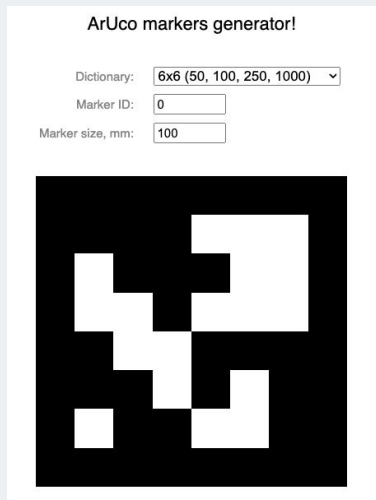 ArUco markers generator!
Dictionary: 6x6 (50, 100, 250, 1000)
Marker ID: 0
Marker size, mm: 100